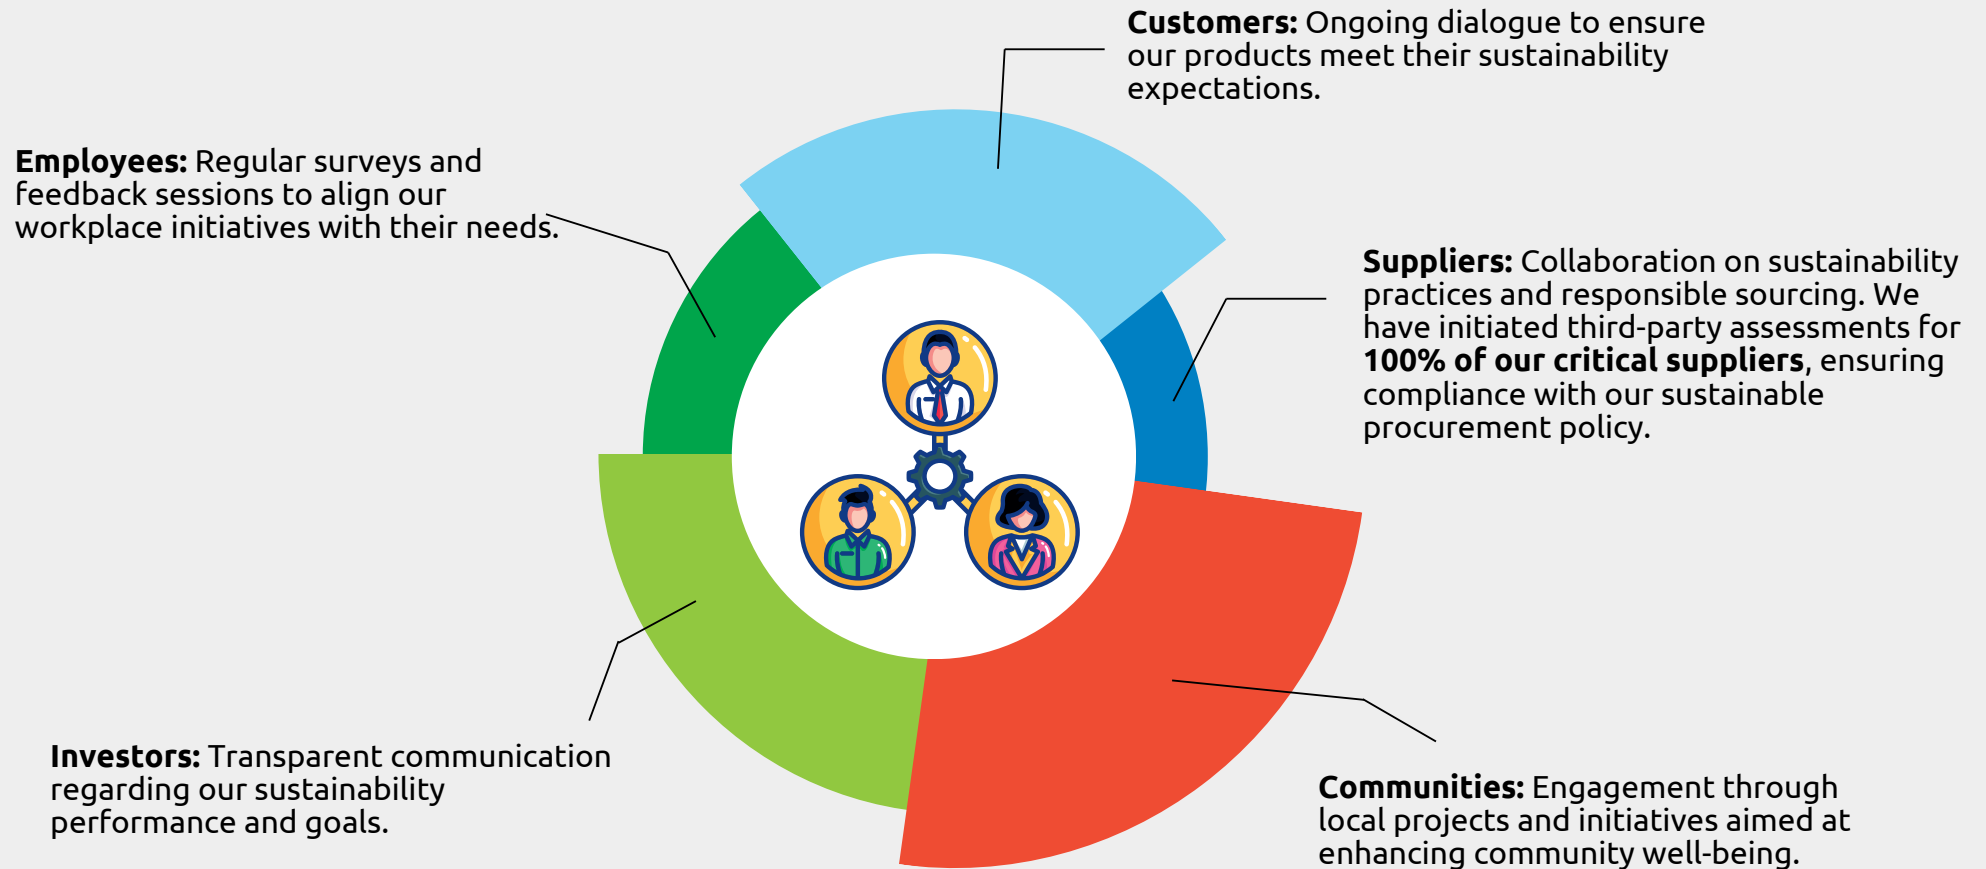 Customers: Ongoing dialogue to ensure
our products meet their sustainability
expectations.
Employees: Regular surveys and
feedback sessions to align our
workplace initiatives with their needs.
Suppliers: Collaboration on sustainability
practices and responsible sourcing. We
have initiated third-party assessments for
100% of our critical suppliers, ensuring
compliance with our sustainable
procurement policy.
Investors: Transparent communication
regarding our sustainability
performance and goals.
Communities: Engagement through
local projects and initiatives aimed at
enhancing community well-being.